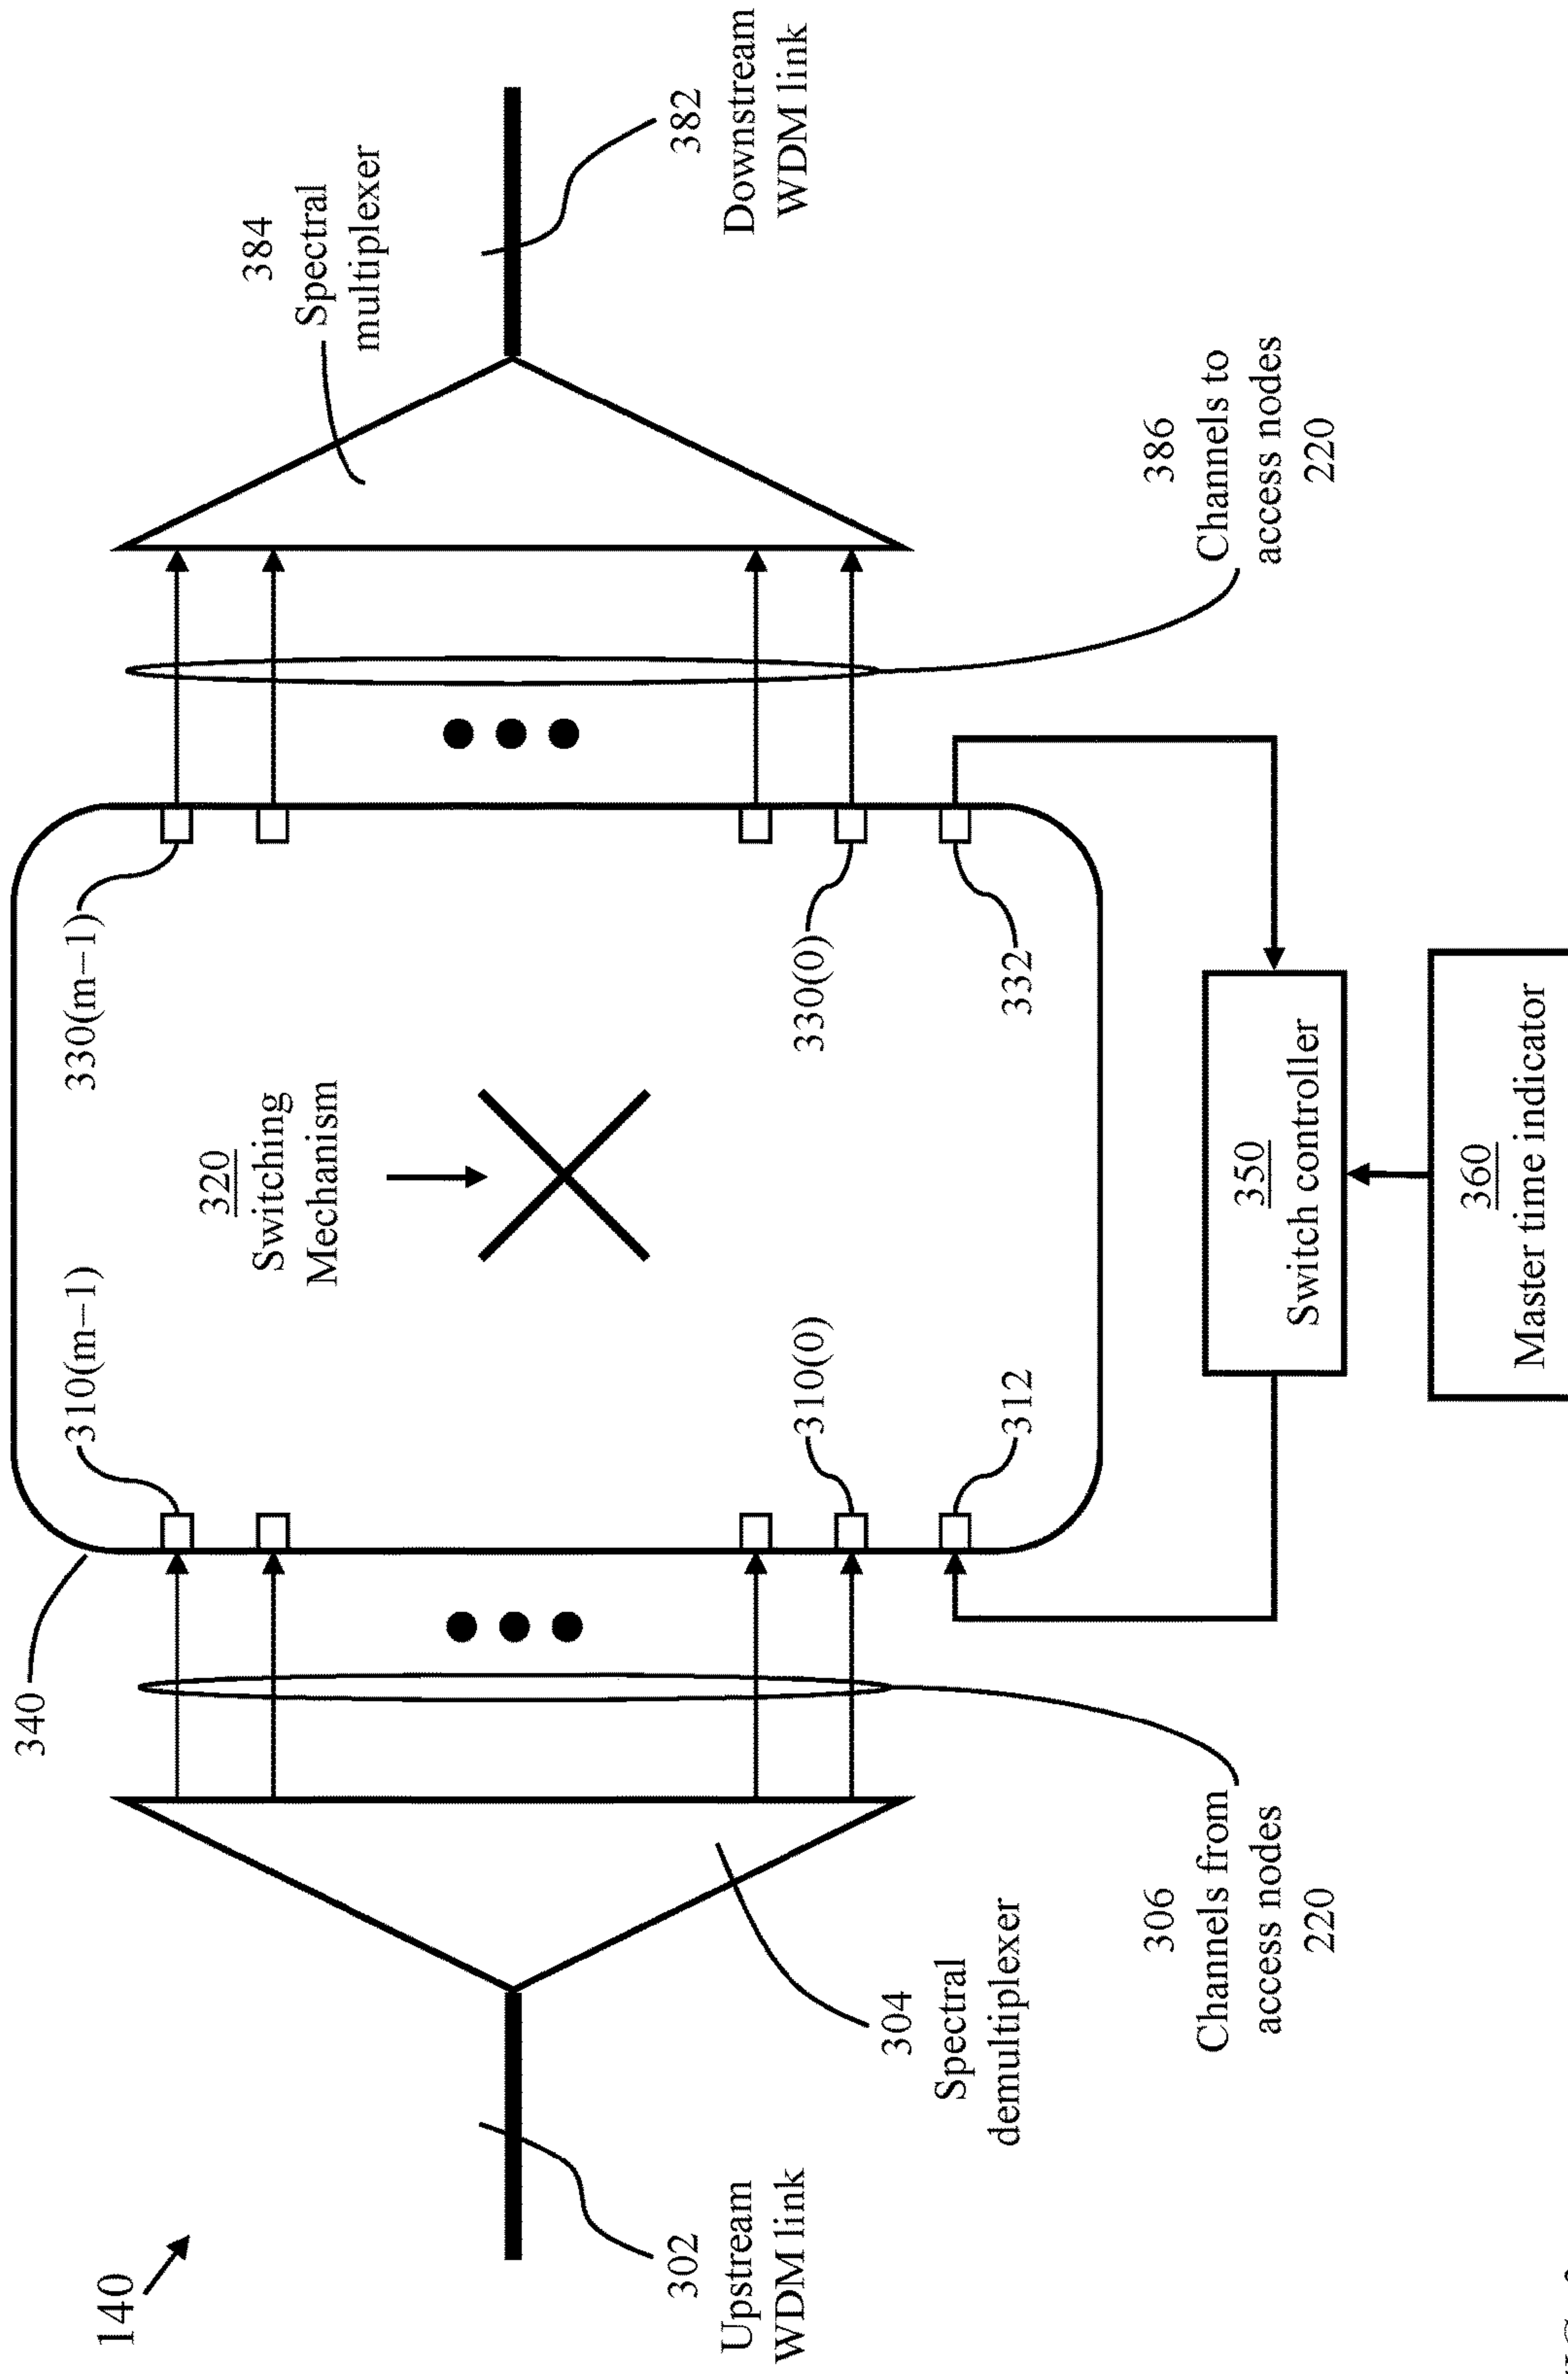 140
340
310(m−1)
330(m−1)
320
Switching
Mechanism
384
Spectral
multiplexer
302
Upstream
WDM link
304
Spectral
demultiplexer
310(0)
312
330(0)
332
382
Downstream
WDM link
306
Channels from
access nodes
220
386
Channels to
access nodes
220
350
Switch controller
360
Master time indicator